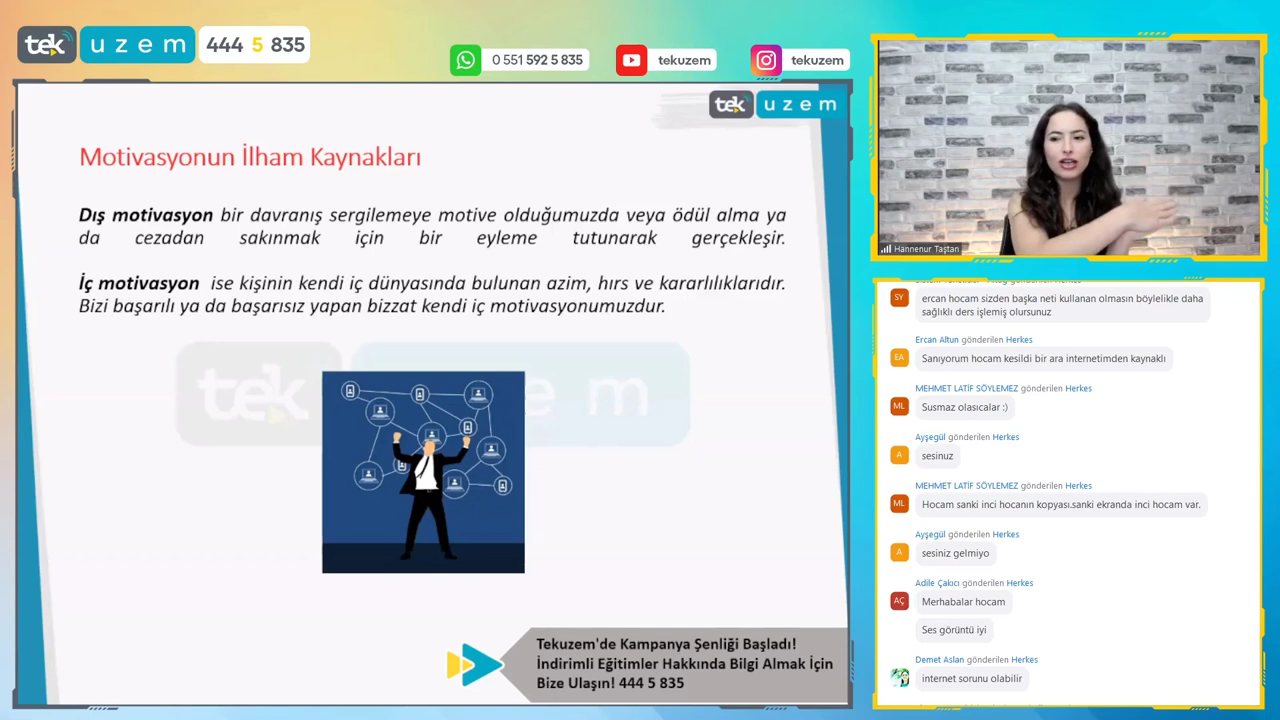 tek uzem 444 5 835
0 551 592 5 835
tekuzem
tekuzem
tek uzem
Motivasyonun İlham Kaynakları
Dış motivasyon bir davranış sergilemeye motive olduğumuzda veya ödül alma ya
da cezadan sakınmak için bir eyleme tutunarak gerçekleşir.
İç motivasyon ise kişinin kendi iç dünyasında bulunan azim, hırs ve kararlılıklarıdır.
Bizi başarılı ya da başarısız yapan bizzat kendi iç motivasyonumuzdur.
tek e m
Tekuzem'de Kampanya Şenliği Başladı!
İndirimli Eğitimler Hakkında Bilgi Almak İçin
Bize Ulaşın! 444 5 835
Hannenur Taştan
SY
ercan hocam sizden başka neti kullanan olmasın böylelikle daha
sağlıklı ders işlemiş olursunuz
Ercan Altun gönderilen Herkes
EA
Sanıyorum hocam kesildi bir ara internetimden kaynaklı
MEHMET LATİF SÖYLEMEZ gönderilen Herkes
ML
Susmaz olasıcalar :)
Ayşegül gönderilen Herkes
A
sesinuz
MEHMET LATİF SÖYLEMEZ gönderilen Herkes
ML
Hocam sanki inci hocanın kopyası.sanki ekranda inci hocam var.
Ayşegül gönderilen Herkes
A
sesiniz gelmiyo
Adile Çakıcı gönderilen Herkes
AÇ
Merhabalar hocam
Ses görüntü iyi
Demet Aslan gönderilen Herkes
internet sorunu olabilir